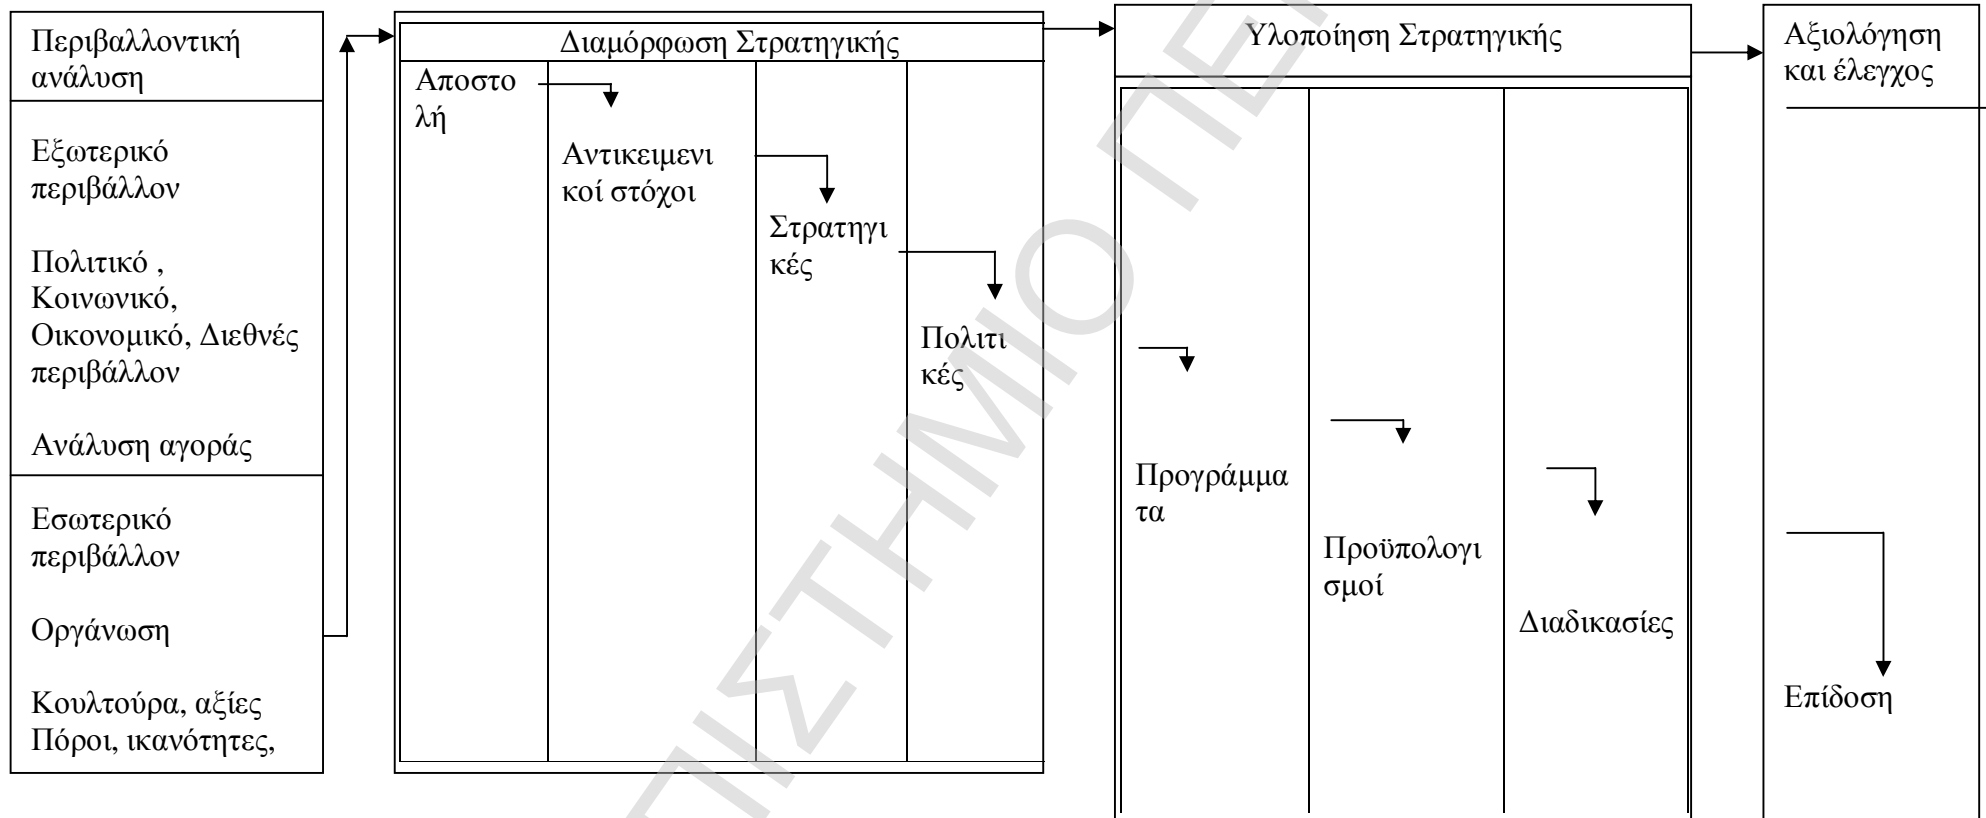 Περιβαλλοντική
ανάλυση
Εξωτερικό
περιβάλλον
Πολιτικό ,
Κοινωνικό,
Οικονομικό, Διεθνές
περιβάλλον
Ανάλυση αγοράς
Εσωτερικό
περιβάλλον
Οργάνωση
Κουλτούρα, αξίες
Πόροι, ικανότητες,
Διαμόρφωση Στρατηγικής
Αποστο
λή
Αντικειμενι
κοί στόχοι
Στρατηγι
κές
Πολιτι
κές
Υλοποίηση Στρατηγικής
Προγράμμα
τα
Προϋπολογι
σμοί
Διαδικασίες
Αξιολόγηση
και έλεγχος
Επίδοση
ΠΙΣΤΗΜΙΟ ΠΕΙ